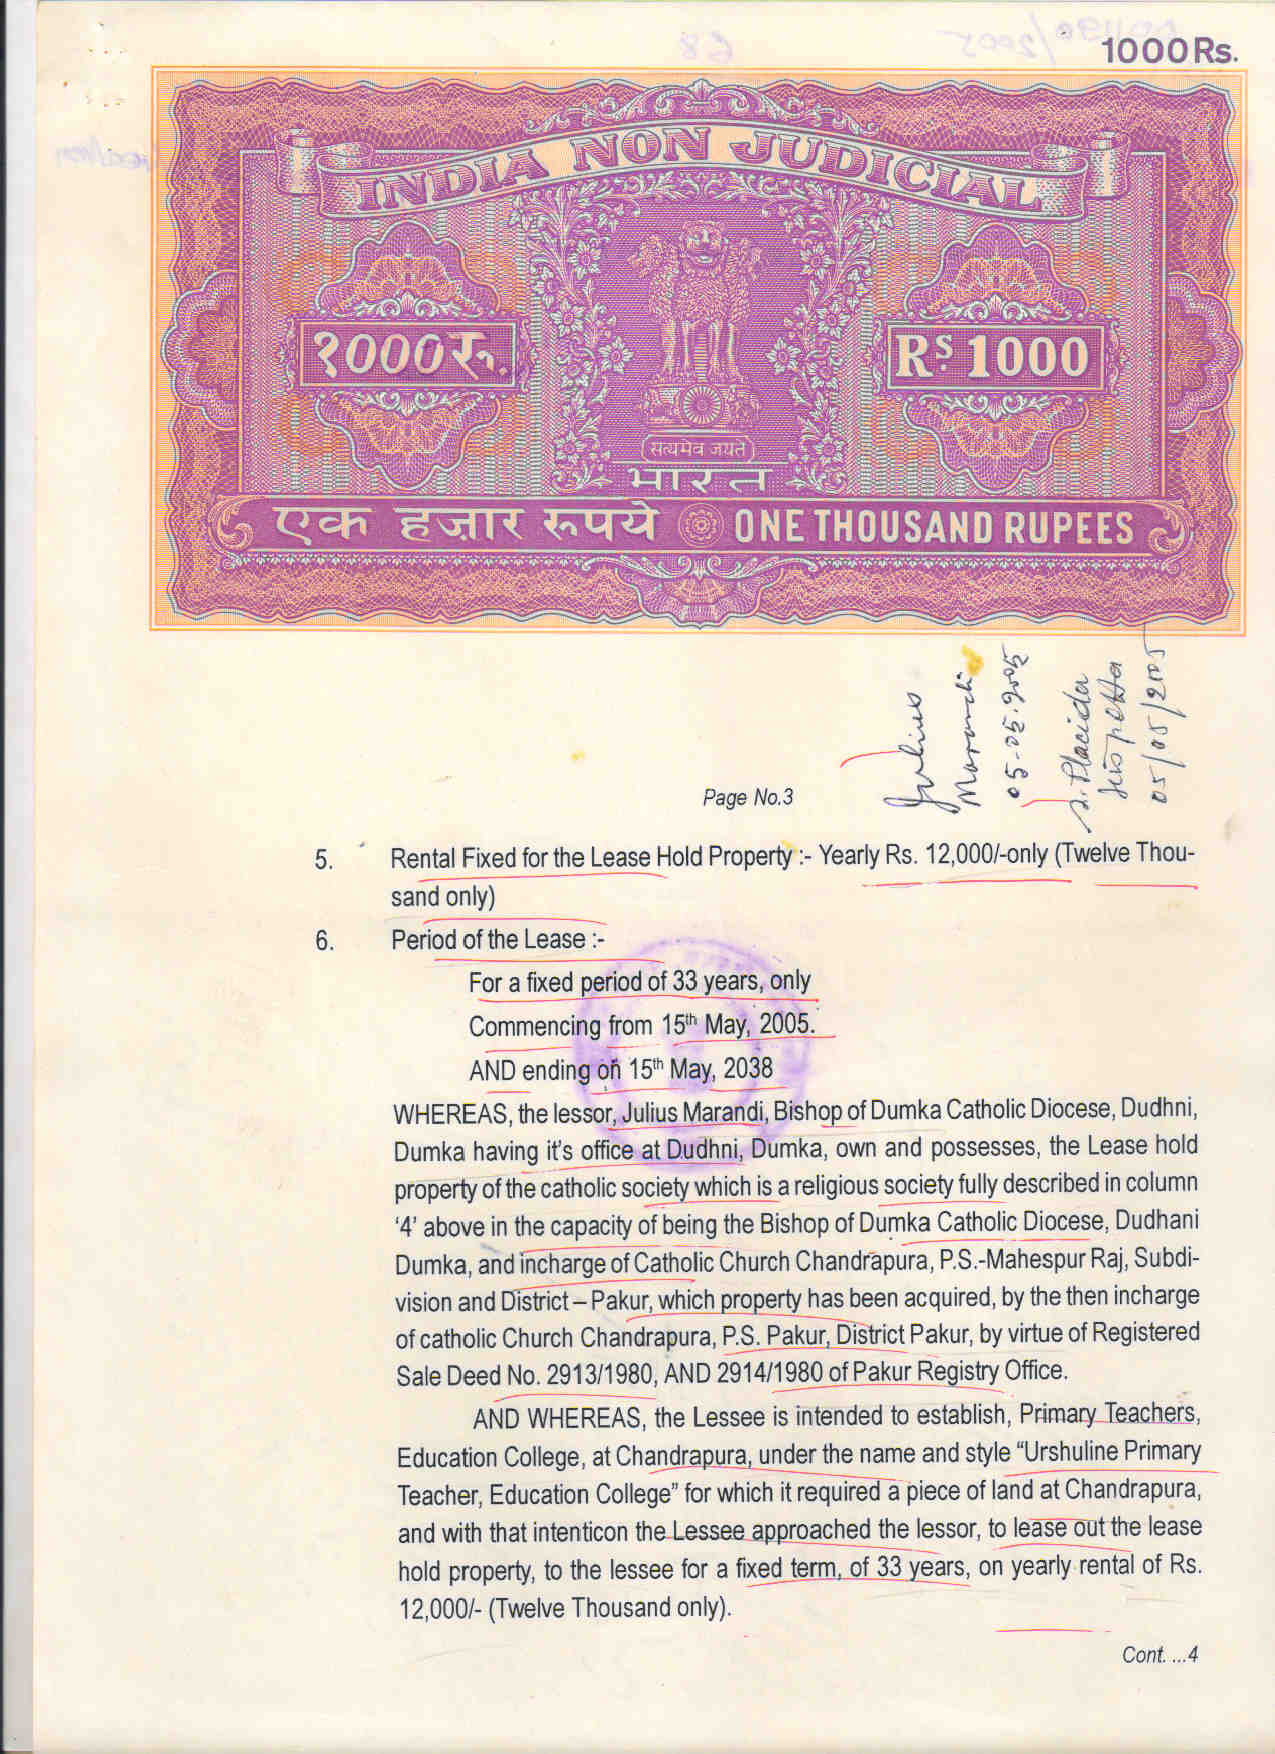 1000Rs.
INDIA NON JUDICIAL
१000रु.
Rs. 1000
सत्यमेव जयते
भारत
एक हज़ार रूपये ONE THOUSAND RUPEES
Julius
Marandi
05-05-2005
S. Placida
05/05/2005
Page No.3
5. Rental Fixed for the Lease Hold Property :- Yearly Rs. 12,000/-only (Twelve Thou-
sand only)
6. Period of the Lease :-
For a fixed period of 33 years, only
Commencing from 15th May, 2005.
AND ending on 15th May, 2038
WHEREAS, the lessor, Julius Marandi, Bishop of Dumka Catholic Diocese, Dudhni,
Dumka having it's office at Dudhni, Dumka, own and possesses, the Lease hold
property of the catholic society which is a religious society fully described in column
'4' above in the capacity of being the Bishop of Dumka Catholic Diocese, Dudhani
Dumka, and incharge of Catholic Church Chandrapura, P.S.-Mahespur Raj, Subdi-
vision and District – Pakur, which property has been acquired, by the then incharge
of catholic Church Chandrapura, P.S. Pakur, District Pakur, by virtue of Registered
Sale Deed No. 2913/1980, AND 2914/1980 of Pakur Registry Office.
AND WHEREAS, the Lessee is intended to establish, Primary Teachers,
Education College, at Chandrapura, under the name and style “Urshuline Primary
Teacher, Education College” for which it required a piece of land at Chandrapura,
and with that intenticon the Lessee approached the lessor, to lease out the lease
hold property, to the lessee for a fixed term, of 33 years, on yearly rental of Rs.
12,000/- (Twelve Thousand only).
Cont. ...4